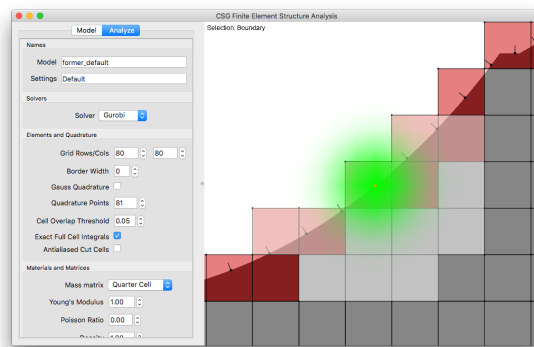 CSG Finite Element Structure Analysis
Model Analyze
Selection: Boundary
Names
Model former_default
Settings Default
Solvers
Solver Gurobi
Elements and Quadrature
Grid Rows/Cols 80 80
Border Width 0
Gauss Quadrature
Quadrature Points 81
Cell Overlap Threshold 0.05
Exact Full Cell Integrals
Antialiased Cut Cells
Materials and Matrices
Mass matrix Quarter Cell
Young's Modulus 1.00
Poisson Ratio 0.00